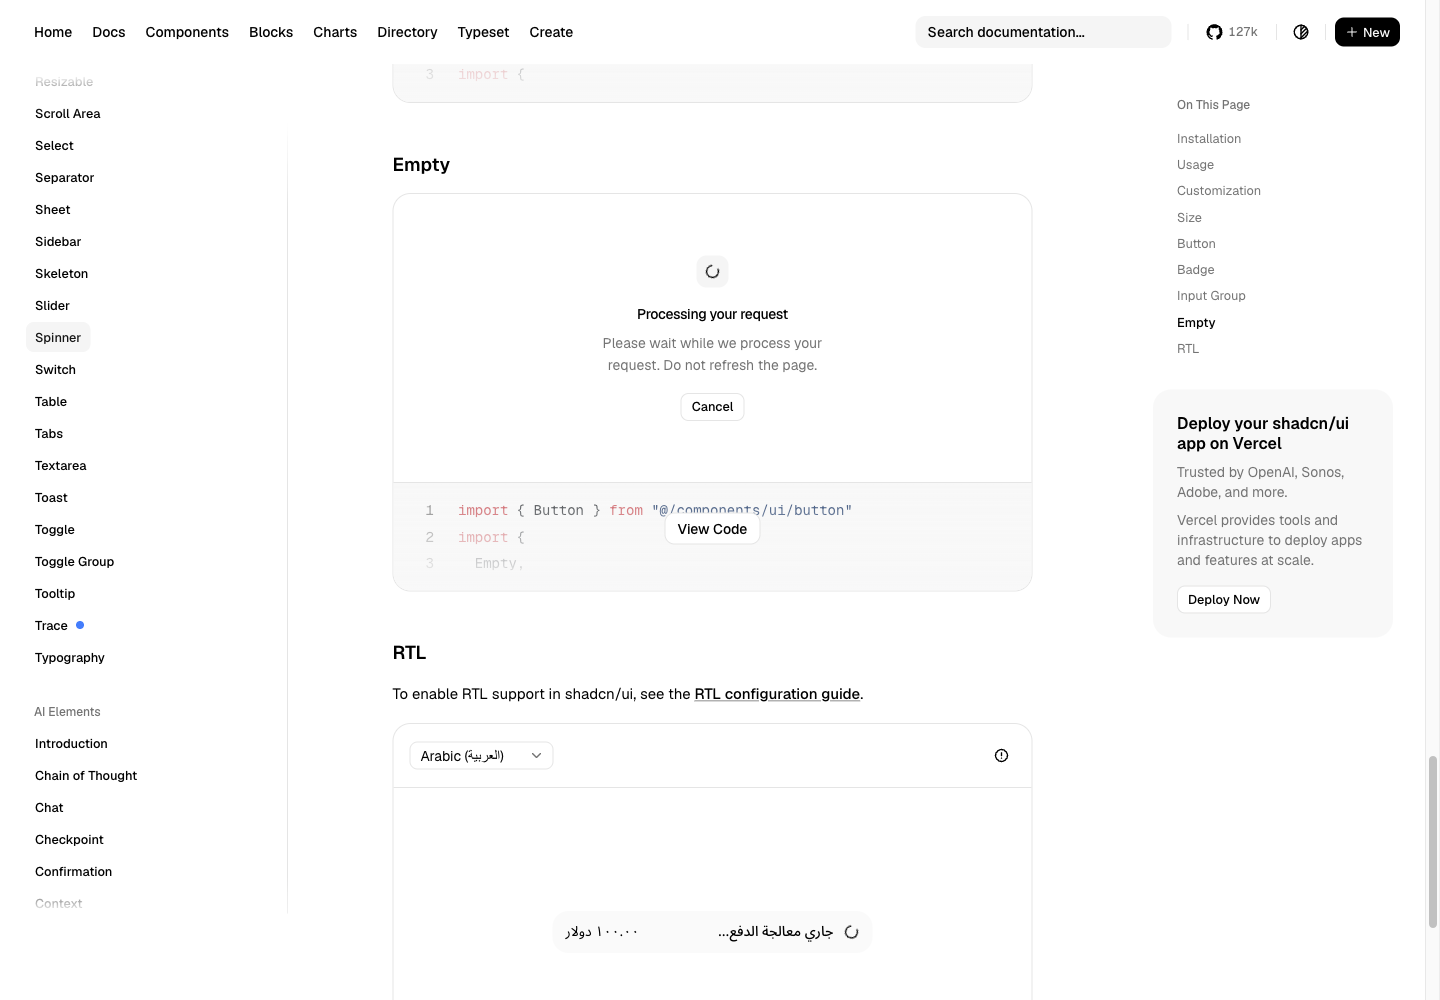 Home Docs Components Blocks Charts Directory Typeset Create
Search documentation...
127k
New
Resizable
Scroll Area
Select
Separator
Sheet
Sidebar
Skeleton
Slider
Spinner
Switch
Table
Tabs
Textarea
Toast
Toggle
Toggle Group
Tooltip
Trace
Typography
AI Elements
Introduction
Chain of Thought
Chat
Checkpoint
Confirmation
Context
3 import {
Empty
Processing your request
Please wait while we process your
request. Do not refresh the page.
Cancel
1 import { Button } from "@/components/ui/button"
View Code
2 import {
3 Empty,
RTL
To enable RTL support in shadcn/ui, see the RTL configuration guide.
Arabic (العربية)
جاري معالجة الدفع...
١٠٠.٠٠ دولار
On This Page
Installation
Usage
Customization
Size
Button
Badge
Input Group
Empty
RTL
Deploy your shadcn/ui
app on Vercel
Trusted by OpenAI, Sonos,
Adobe, and more.
Vercel provides tools and
infrastructure to deploy apps
and features at scale.
Deploy Now